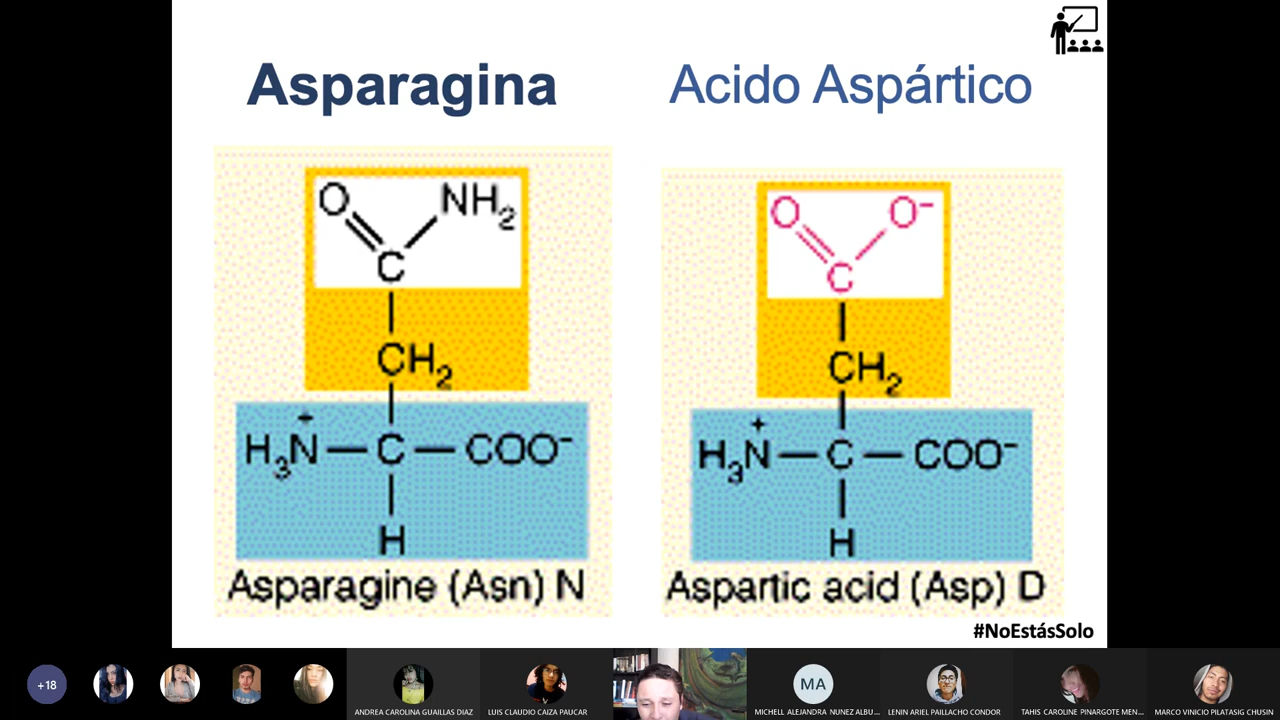 Asparagina
Acido Aspártico
O NH₂
C
CH₂
H₃N⁺ — C — COO⁻
H
Asparagine (Asn) N
O O⁻
C
CH₂
H₃N⁺ — C — COO⁻
H
Aspartic acid (Asp) D
#NoEstásSolo
+18
ANDREA CAROLINA GUAILLAS DIAZ
LUIS CLAUDIO CAIZA PAUCAR
MA
MICHELL ALEJANDRA NUNEZ ALBU...
LENIN ARIEL PAILLACHO CONDOR
TAHIS CAROLINE PINARGOTE MEN...
MARCO VINICIO PILATASIG CHUSIN